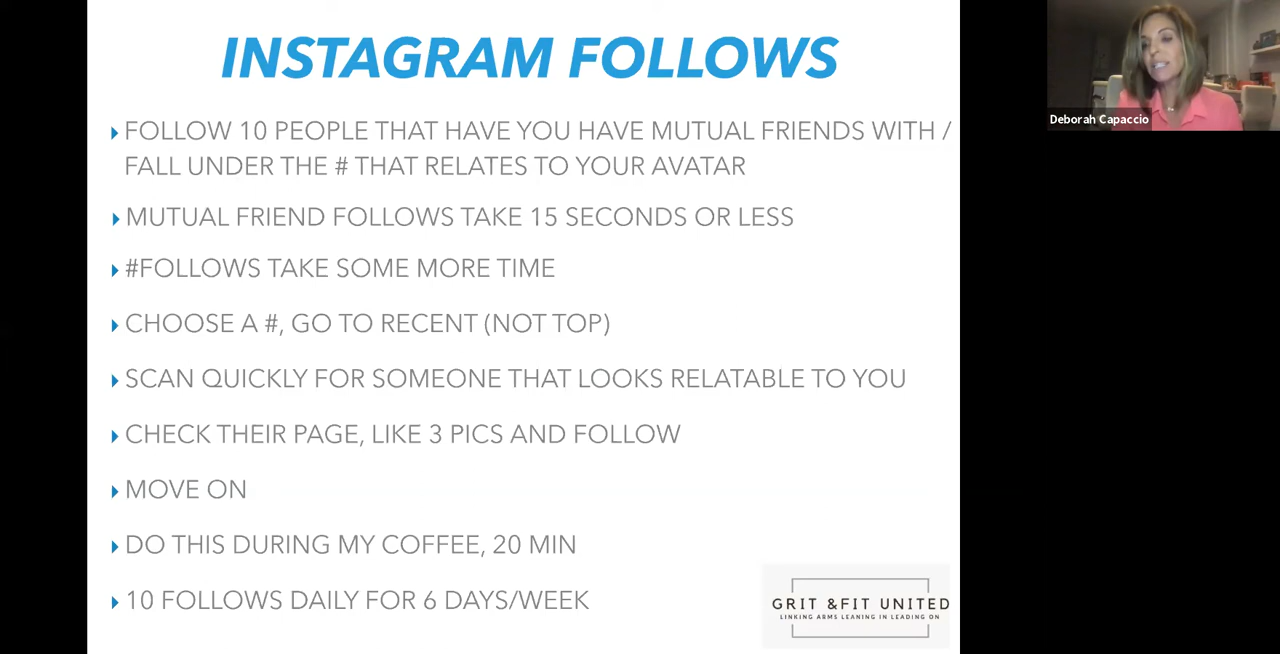 INSTAGRAM FOLLOWS
FOLLOW 10 PEOPLE THAT HAVE YOU HAVE MUTUAL FRIENDS WITH /
FALL UNDER THE # THAT RELATES TO YOUR AVATAR
MUTUAL FRIEND FOLLOWS TAKE 15 SECONDS OR LESS
#FOLLOWS TAKE SOME MORE TIME
CHOOSE A #, GO TO RECENT (NOT TOP)
SCAN QUICKLY FOR SOMEONE THAT LOOKS RELATABLE TO YOU
CHECK THEIR PAGE, LIKE 3 PICS AND FOLLOW
MOVE ON
DO THIS DURING MY COFFEE, 20 MIN
10 FOLLOWS DAILY FOR 6 DAYS/WEEK
GRIT &FIT UNITED
LINKING ARMS LEANING IN LEADING ON
Deborah Capaccio